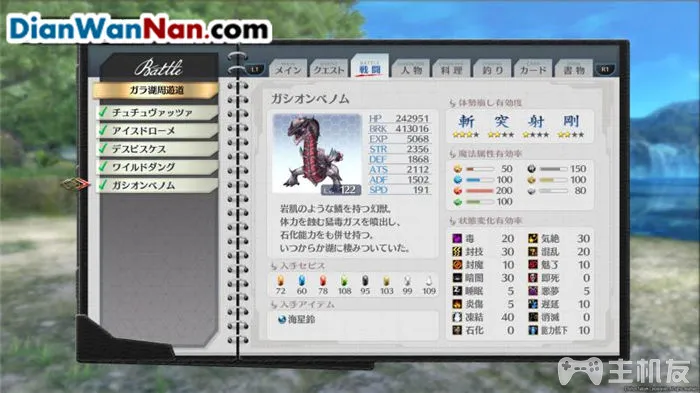 DianWanNan.com
Battle
ガラ湖周遊道
チュチュヴァッツァ
アイスドローメ
デスピスケス
ワイルドダング
ガシオンベノム
L1
メイン
クエスト
BATTLE
戦闘
人物
料理
釣り
カード
書物
R1
ガシオンベノム
HP 242951
BRK 413016
EXP 5068
STR 2356
DEF 1868
ATS 2112
ADF 1502
SPD 191
Lv.122
岩肌のような鱗を持つ幻獣。
体力を蝕む猛毒ガスを噴出し、
石化能力をも併せ持つ。
いつからか湖に棲みついていた。
入手セピス
72 60 78 108 95 103 99 109
入手アイテム
海星鈴
体勢崩し有効度
斬 突 射 剛
魔法属性有効率
50 150
100 100
200 80
100
状態変化有効率
毒 20 気絶 30
封技 30 混乱 20
封魔 10 魅了 10
暗闇 30 即死 0
睡眠 5 悪夢 5
炎傷 5 遅延 10
凍結 40 消滅 0
石化 0 能力低下 10
主机友